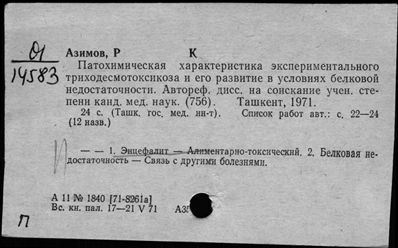 Д1
14583
Азимов, Р К
Патохимическая характеристика экспериментального
триходесмотоксикоза и его развитие в условиях белковой
недостаточности. Автореф. дисс. на соискание учен. сте-
пени канд. мед. наук. (756). Ташкент, 1971.
24 с. (Ташк. гос. мед. ин-т). Список работ авт.: с. 22—24
(12 назв.)
— — 1. Энцефалит — Алиментарно-токсический. 2. Белковая не-
достаточность — Связь с другими болезнями.
А 11 № 1840 [71-8261а]
Вс. кн. пал. 17—21 V 71 А3
П